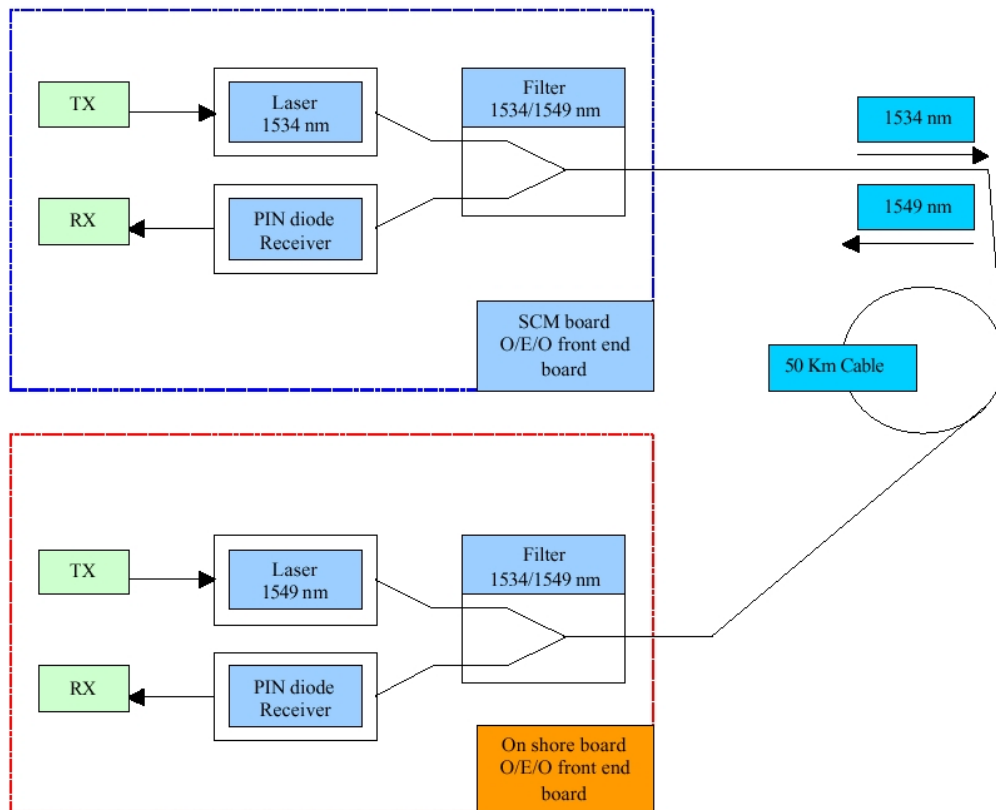 TX
Laser
1534 nm
Filter
1534/1549 nm
1534 nm
RX
PIN diode
Receiver
1549 nm
SCM board
O/E/O front end
board
50 Km Cable
TX
Laser
1549 nm
Filter
1534/1549 nm
RX
PIN diode
Receiver
On shore board
O/E/O front end
board